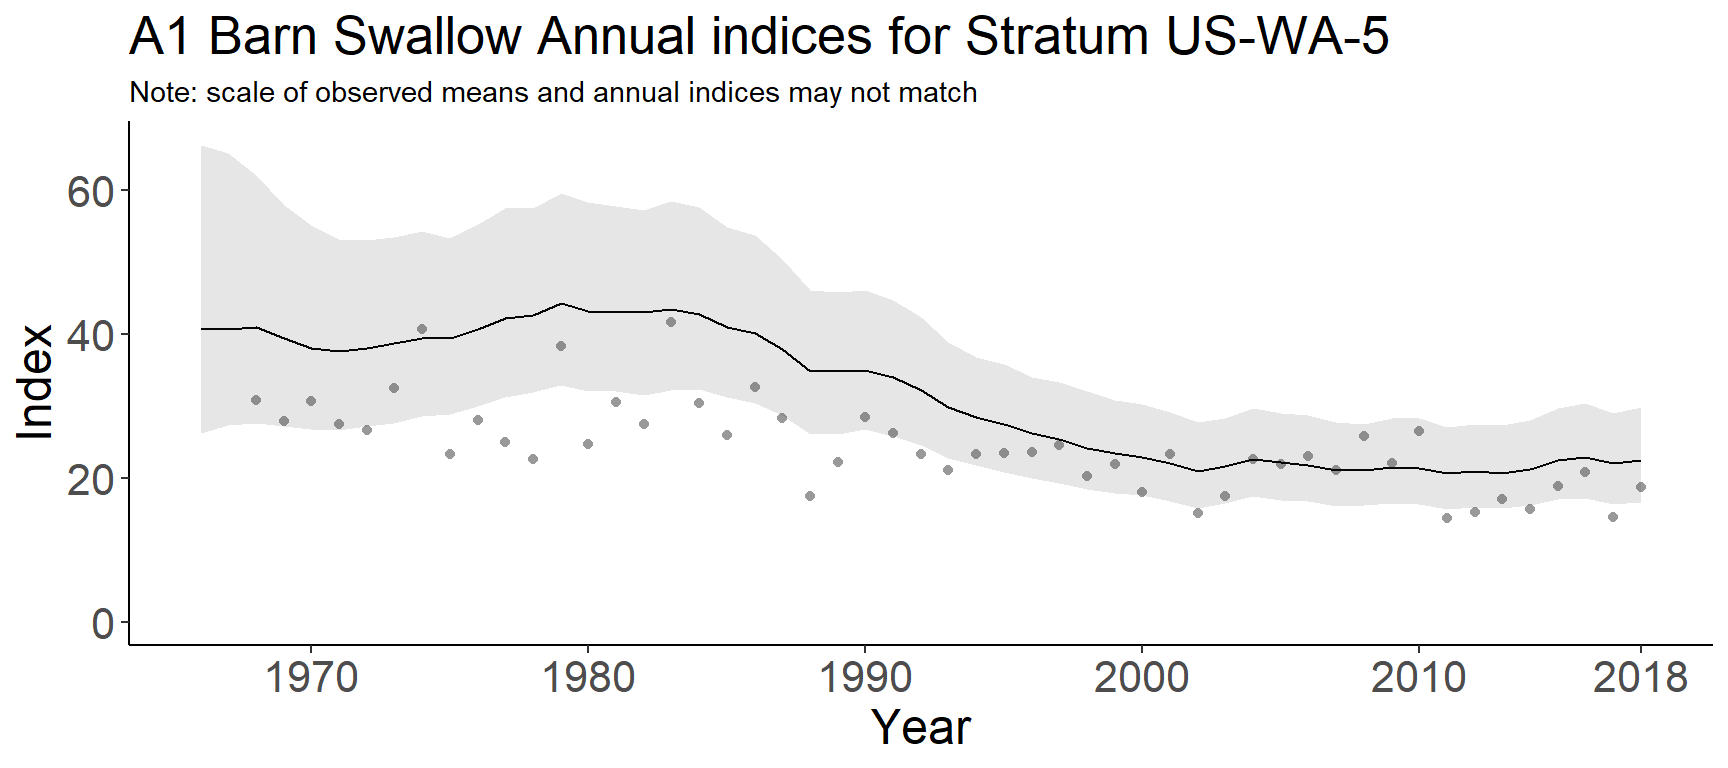 A1 Barn Swallow Annual indices for Stratum US-WA-5
Note: scale of observed means and annual indices may not match
60
40
20
0
Index
1970 1980 1990 2000 2010 2018
Year